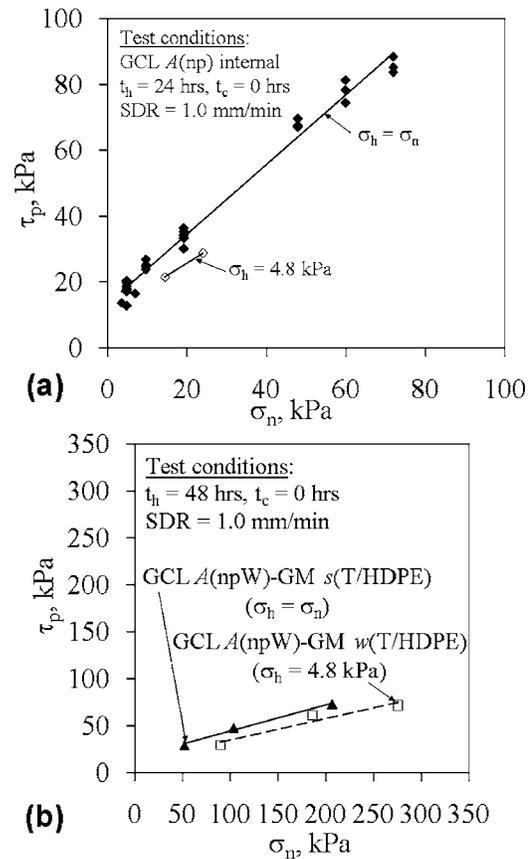 100
80
60
40
20
0
τp, kPa
Test conditions:
GCL A(np) internal
th = 24 hrs, tc = 0 hrs
SDR = 1.0 mm/min
σh = σn
σh = 4.8 kPa
0 20 40 60 80 100
σn, kPa
(a)
350
300
250
200
150
100
50
0
τp, kPa
Test conditions:
th = 48 hrs, tc = 0 hrs
SDR = 1.0 mm/min
GCL A(npW)-GM s(T/HDPE)
(σh = σn)
GCL A(npW)-GM w(T/HDPE)
(σh = 4.8 kPa)
0 50 100 150 200 250 300 350
σn, kPa
(b)